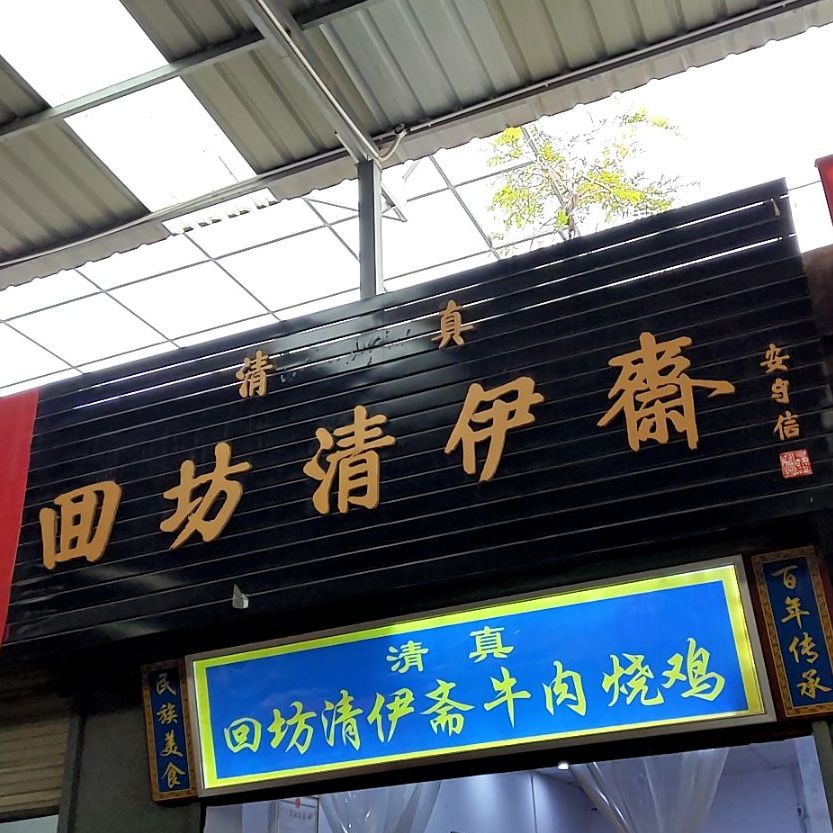 清真
回坊清伊齋
安守信
清真
回坊清伊斋牛肉烧鸡
民族美食
百年传承